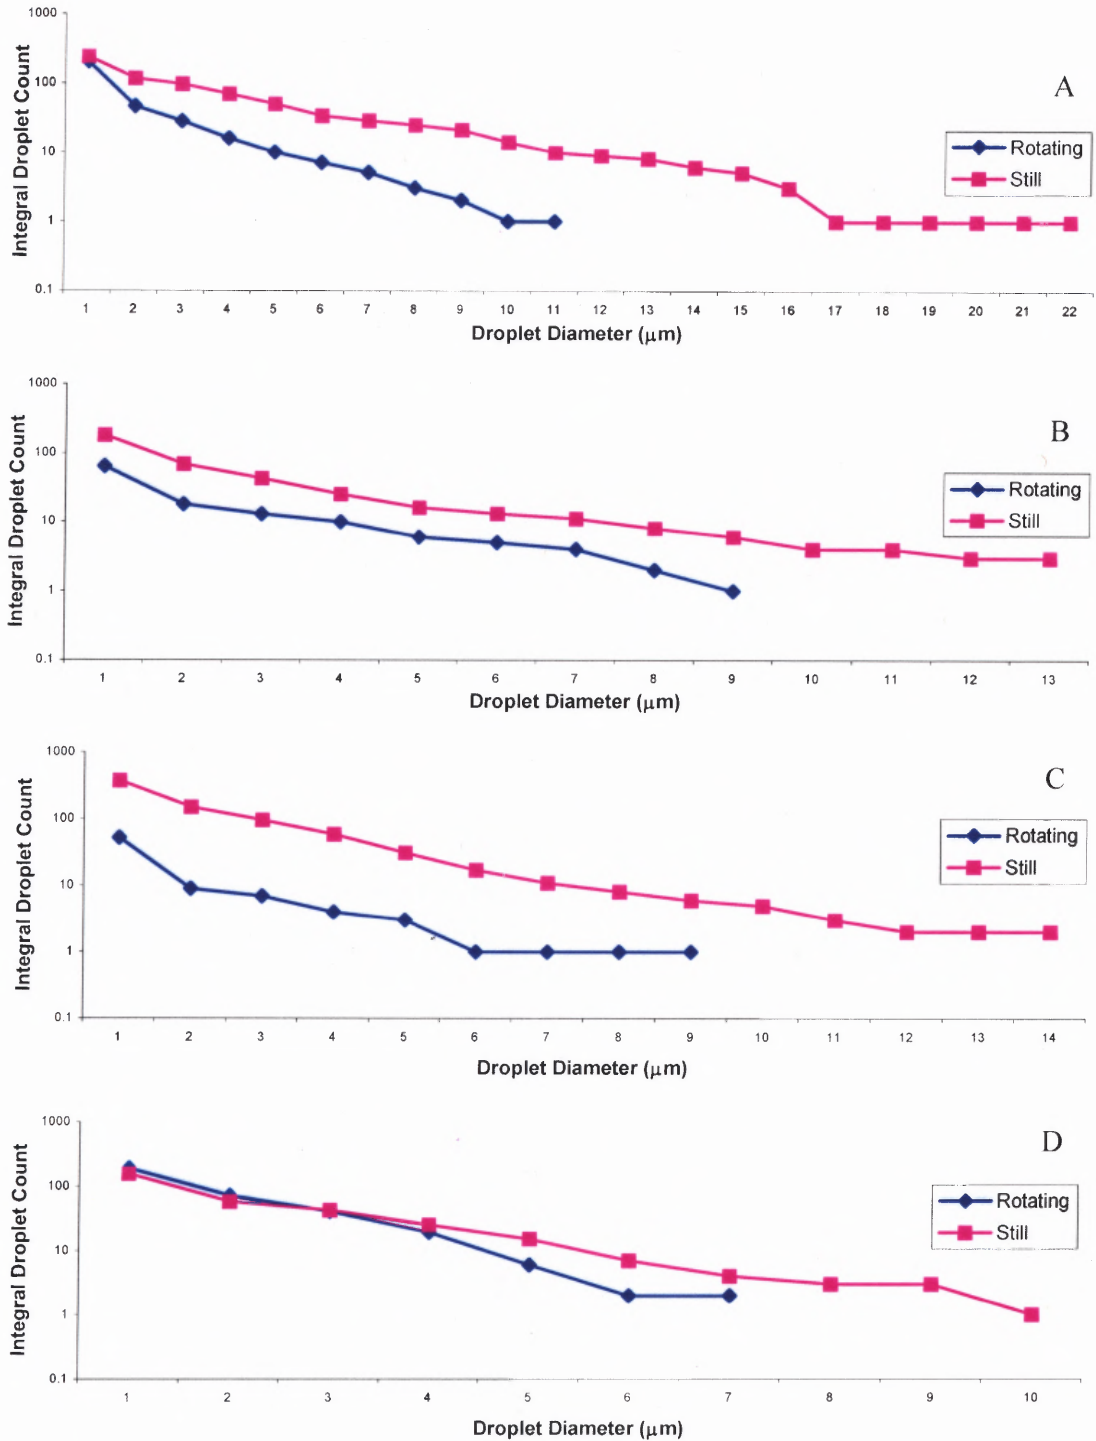 A
Integral Droplet Count
1000
100
10
1
0.1
Rotating
Still
1 2 3 4 5 6 7 8 9 10 11 12 13 14 15 16 17 18 19 20 21 22
Droplet Diameter (μm)
B
Integral Droplet Count
1000
100
10
1
0.1
Rotating
Still
1 2 3 4 5 6 7 8 9 10 11 12 13
Droplet Diameter (μm)
C
Integral Droplet Count
1000
100
10
1
0.1
Rotating
Still
1 2 3 4 5 6 7 8 9 10 11 12 13 14
Droplet Diameter (μm)
D
Integral Droplet Count
1000
100
10
1
0.1
Rotating
Still
1 2 3 4 5 6 7 8 9 10
Droplet Diameter (μm)